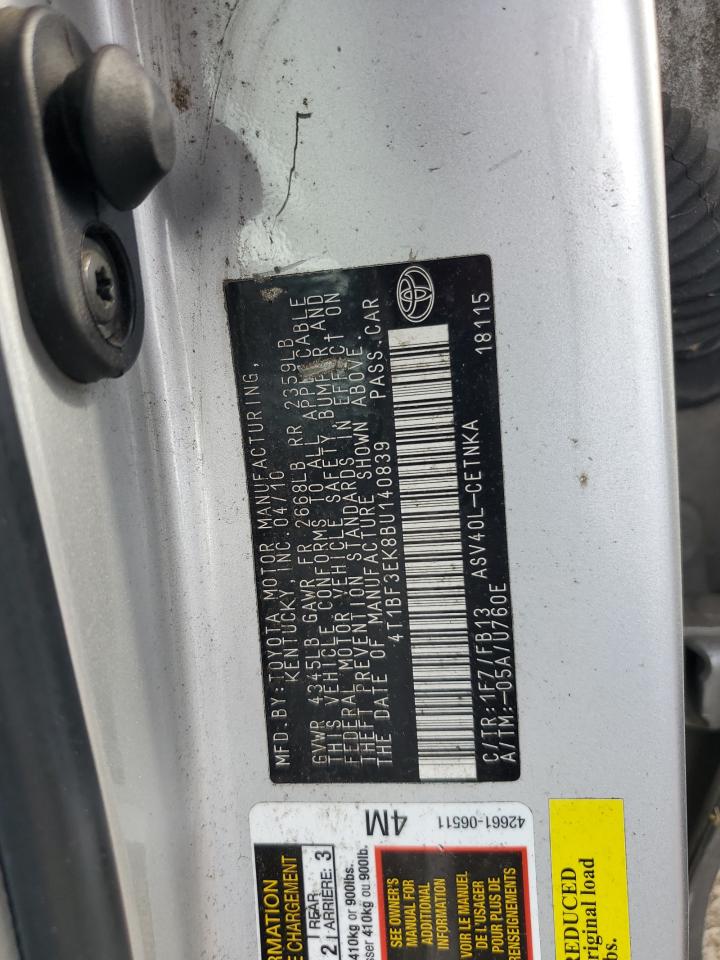 MFD.BY:TOYOTA MOTOR MANUFACTURING,
KENTUCKY, INC. 04/10
GVWR 4345LB GAWR FR 2668LB RR 2359LB
THIS VEHICLE CONFORMS TO ALL APPLICABLE
FEDERAL MOTOR VEHICLE SAFETY, BUMPER, AND
THEFT PREVENTION STANDARDS IN EFFECT ON
THE DATE OF MANUFACTURE SHOWN ABOVE.
4T1BF3EK8BU140839 PASS.CAR
C/TR:1F7/FB13 ASV40L-CETNKA 18115
A/TM:-05A/U760E
ORMATION
E CHARGEMENT
2 REAR 3
ARRIÈRE:
410kg or 900lbs.
sser 410kg ou 900lb.
4M
42661-06511
SEE OWNER'S
MANUAL FOR
ADDITIONAL
INFORMATION
VOIR LE MANUEL
DE L'USAGER
POUR PLUS DE
RENSEIGNEMENTS
REDUCED
riginal load
bs.